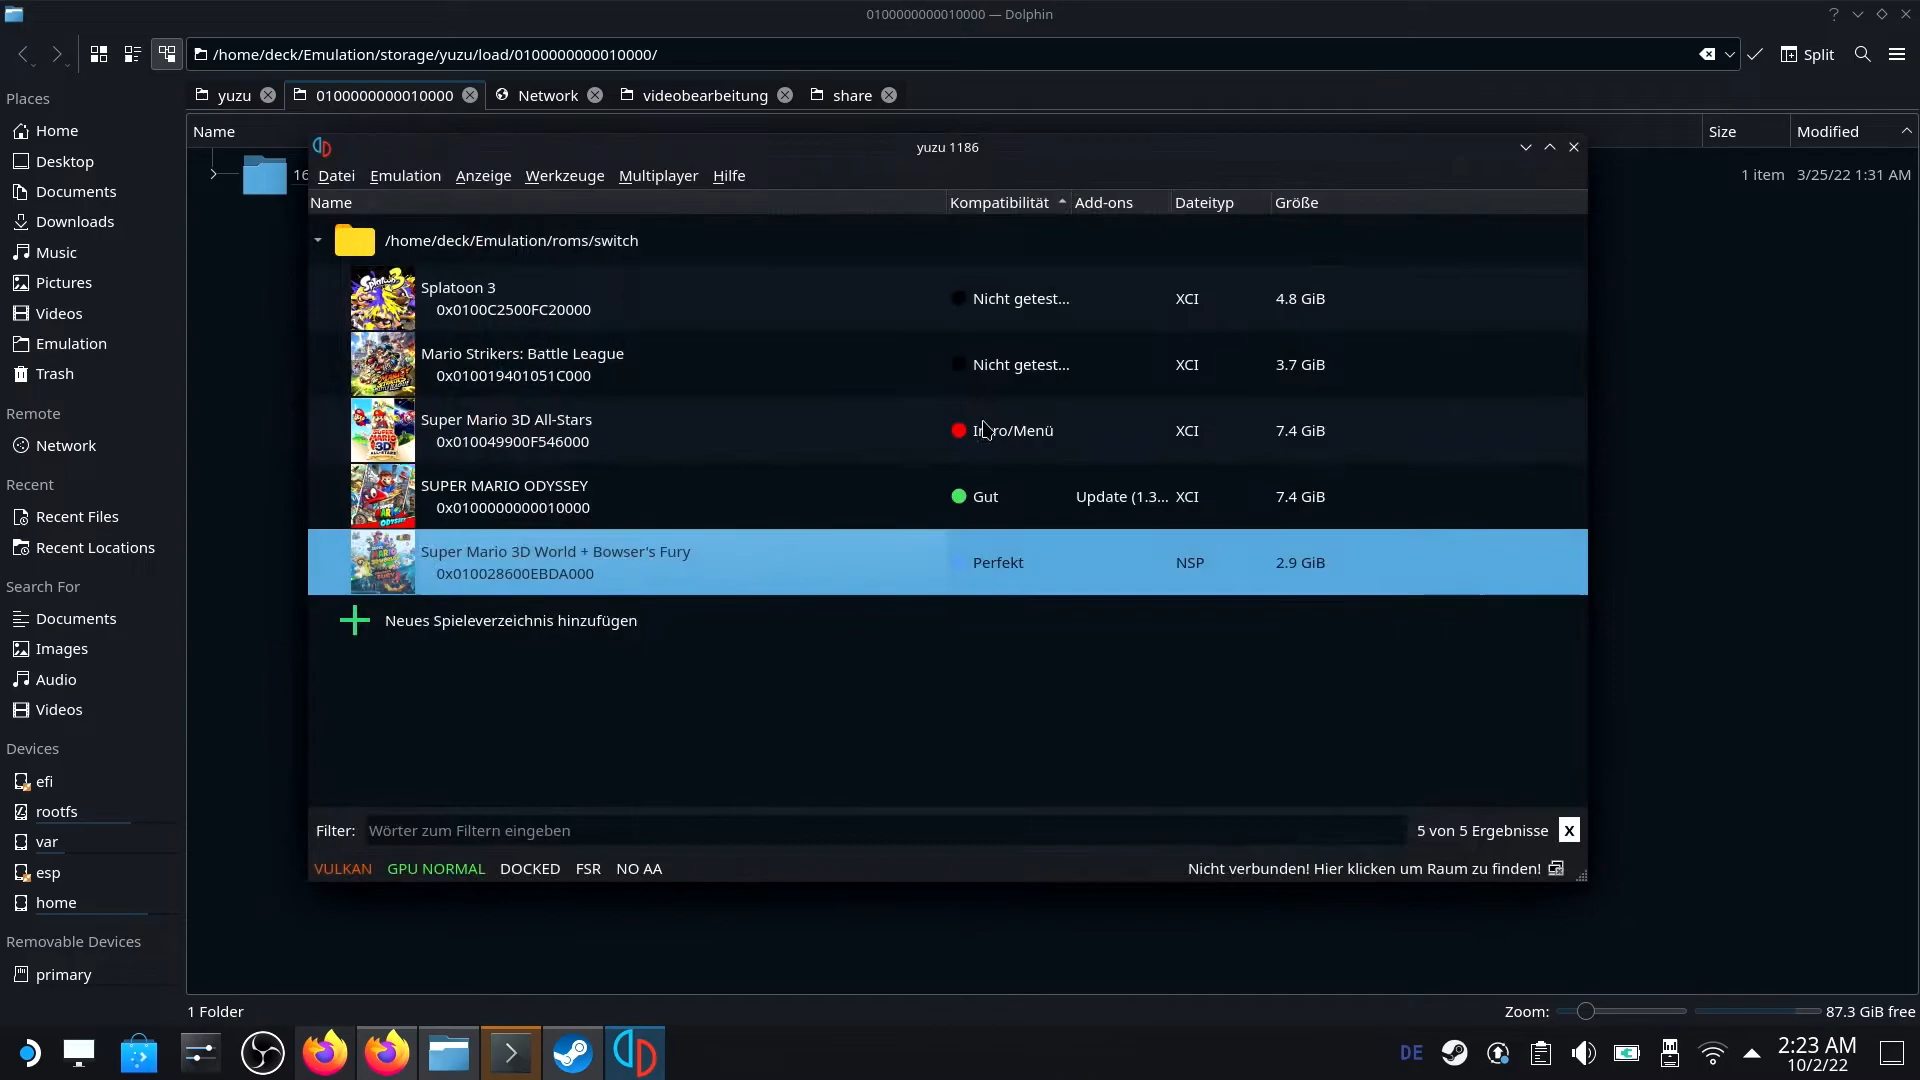 0100000000010000 — Dolphin
/home/deck/Emulation/storage/yuzu/load/0100000000010000/
Split
yuzu
0100000000010000
Network
videobearbeitung
share
Places
Home
Desktop
Documents
Downloads
Music
Pictures
Videos
Emulation
Trash
Remote
Network
Recent
Recent Files
Recent Locations
Search For
Documents
Images
Audio
Videos
Devices
efi
rootfs
var
esp
home
Removable Devices
primary
Name
Size
Modified
16
1 item
3/25/22 1:31 AM
yuzu 1186
Datei Emulation Anzeige Werkzeuge Multiplayer Hilfe
Name Kompatibilität Add-ons Dateityp Größe
/home/deck/Emulation/roms/switch
Splatoon 3
0x0100C2500FC20000
Nicht getest... XCI 4.8 GiB
Mario Strikers: Battle League
0x010019401051C000
Nicht getest... XCI 3.7 GiB
Super Mario 3D All-Stars
0x010049900F546000
Intro/Menü XCI 7.4 GiB
SUPER MARIO ODYSSEY
0x0100000000010000
Gut Update (1.3... XCI 7.4 GiB
Super Mario 3D World + Bowser's Fury
0x010028600EBDA000
Perfekt NSP 2.9 GiB
Neues Spieleverzeichnis hinzufügen
Filter: Wörter zum Filtern eingeben 5 von 5 Ergebnisse X
VULKAN GPU NORMAL DOCKED FSR NO AA Nicht verbunden! Hier klicken um Raum zu finden!
1 Folder
Zoom:
87.3 GiB free
DE
2:23 AM
10/2/22